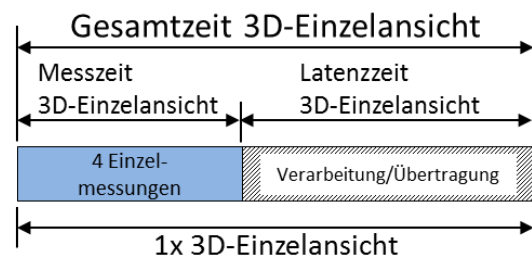 Gesamtzeit 3D-Einzelansicht
Messzeit
3D-Einzelansicht
Latenzzeit
3D-Einzelansicht
4 Einzel-
messungen
Verarbeitung/Übertragung
1x 3D-Einzelansicht